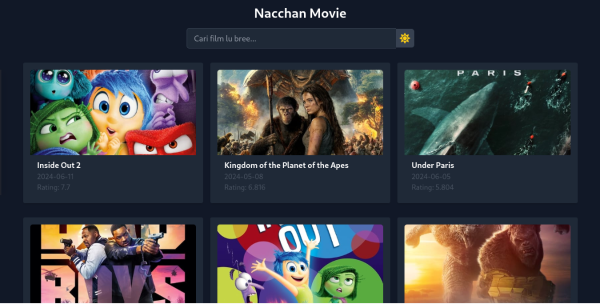 Nacchan Movie
Cari film lu bree...
PARIS
Inside Out 2
2024-06-11
Rating: 7.7
Kingdom of the Planet of the Apes
2024-05-08
Rating: 6.816
Under Paris
2024-06-05
Rating: 5.804
BOYS
OUT